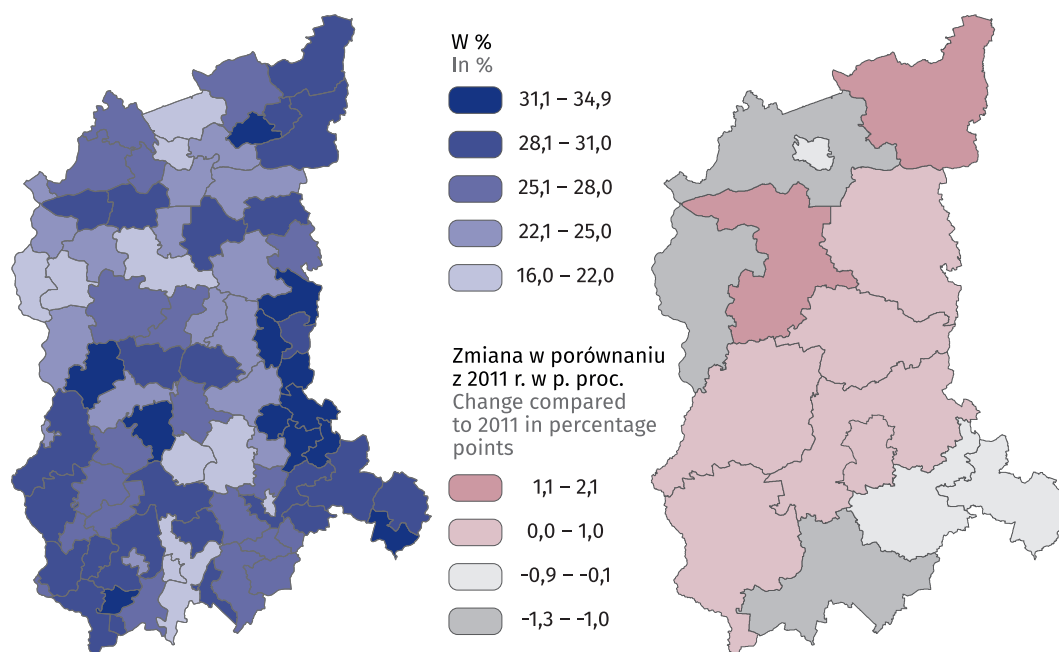 W %
In %
31,1 – 34,9
28,1 – 31,0
25,1 – 28,0
22,1 – 25,0
16,0 – 22,0
Zmiana w porównaniu
z 2011 r. w p. proc.
Change compared
to 2011 in percentage
points
1,1 – 2,1
0,0 – 1,0
-0,9 – -0,1
-1,3 – -1,0